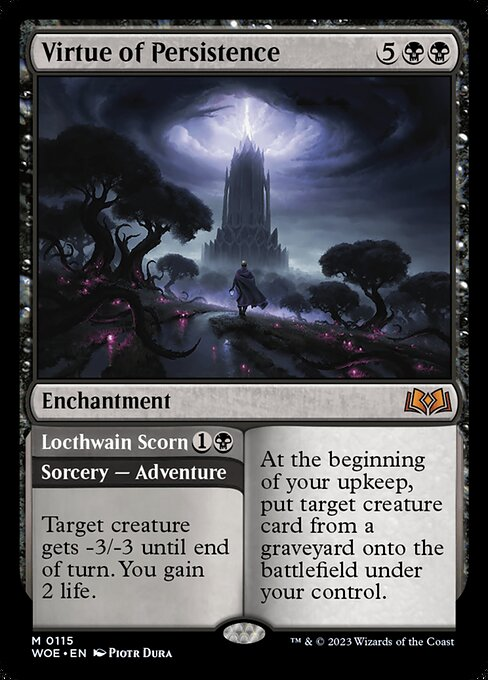 Virtue of Persistence 5
Enchantment
Locthwain Scorn 1
Sorcery — Adventure
Target creature
gets -3/-3 until end
of turn. You gain
2 life.
At the beginning
of your upkeep,
put target creature
card from a
graveyard onto the
battlefield under
your control.
M 0115
WOE • EN Piotr Dura
™ & © 2023 Wizards of the Coast